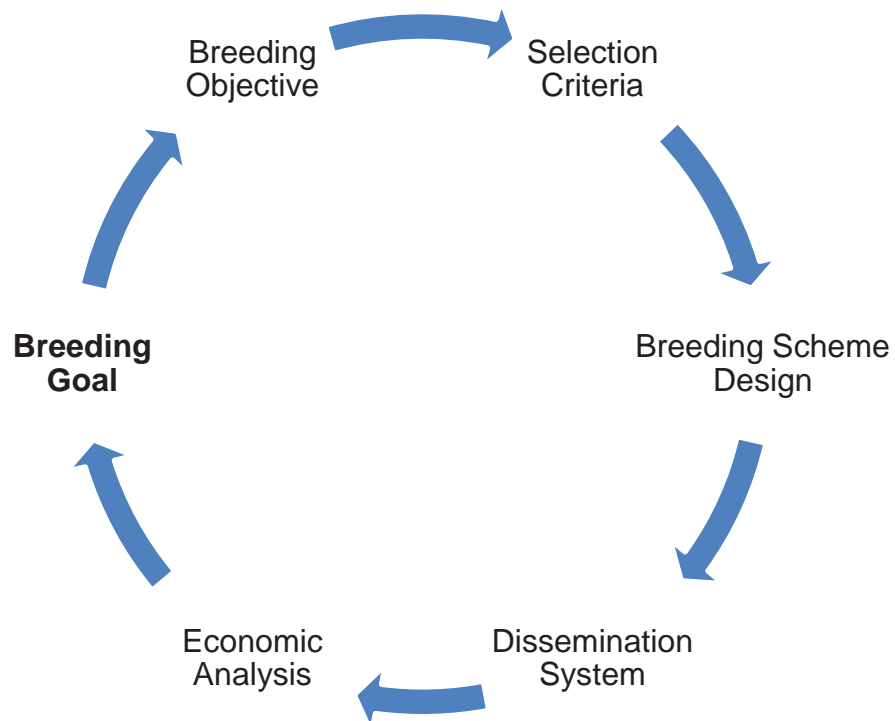 Breeding
Objective
Selection
Criteria
Breeding Scheme
Design
Dissemination
System
Economic
Analysis
Breeding
Goal